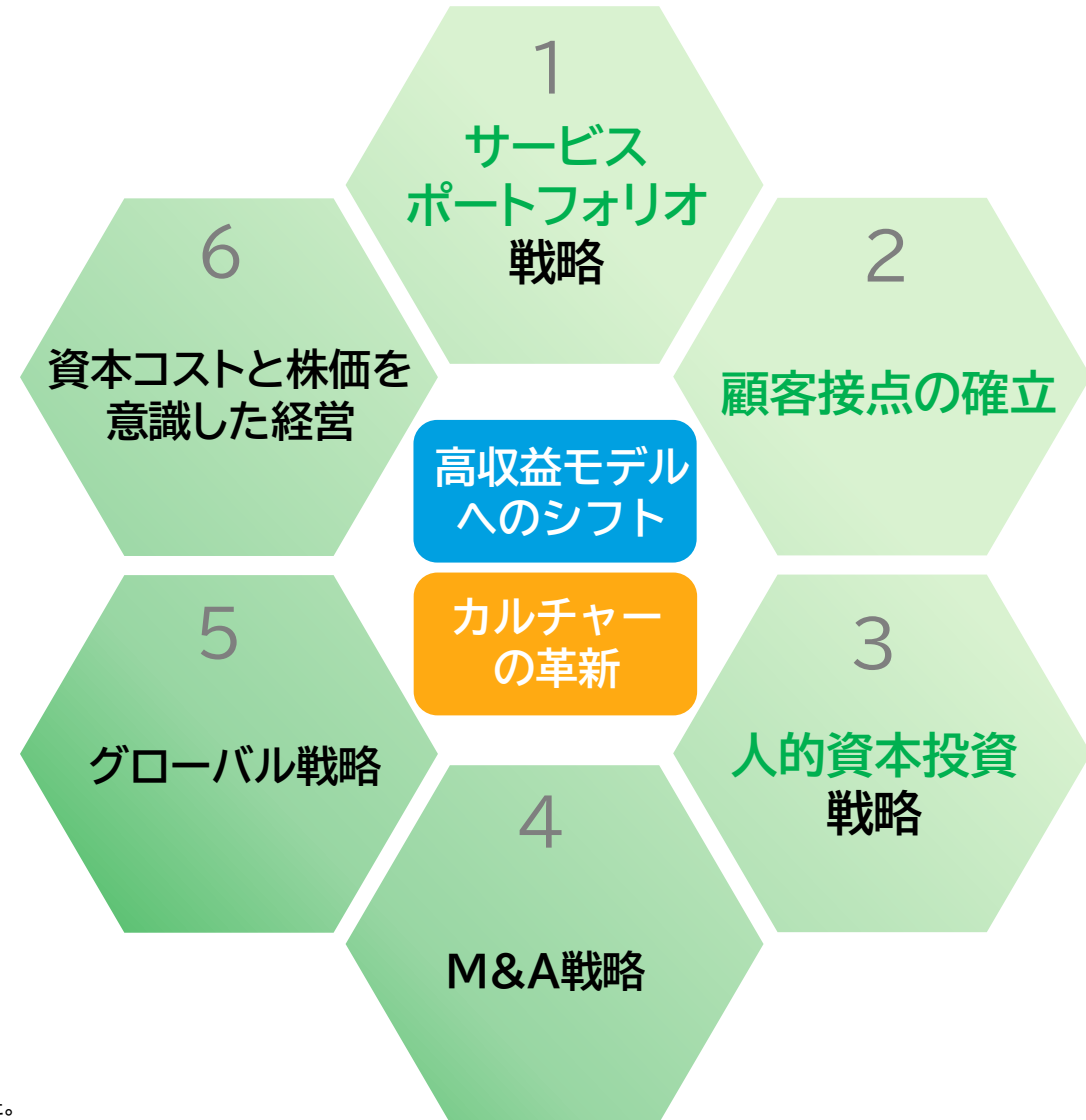 1
サービス
ポートフォリオ
戦略
2
顧客接点の確立
3
人的資本投資
戦略
4
M&A戦略
5
グローバル戦略
6
資本コストと株価を
意識した経営
高収益モデル
へのシフト
カルチャー
の革新
た。